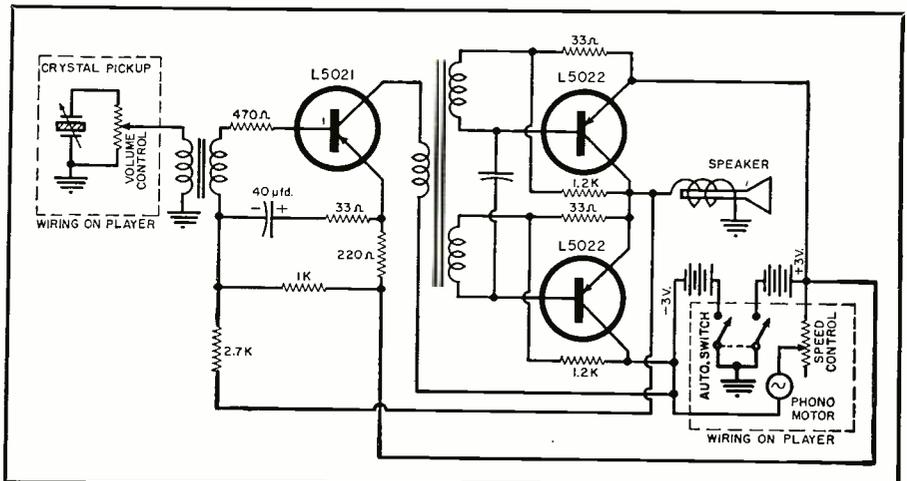 CRYSTAL PICKUP
VOLUME
CONTROL
WIRING ON PLAYER
470Ω
L5021
40 µfd.
- +
33Ω
220Ω
1K
2.7K
33Ω
L5022
1.2K
33Ω
L5022
1.2K
SPEAKER
-3V.
+3V.
AUTO. SWITCH
SPEED
CONTROL
PHONO
MOTOR
WIRING ON PLAYER